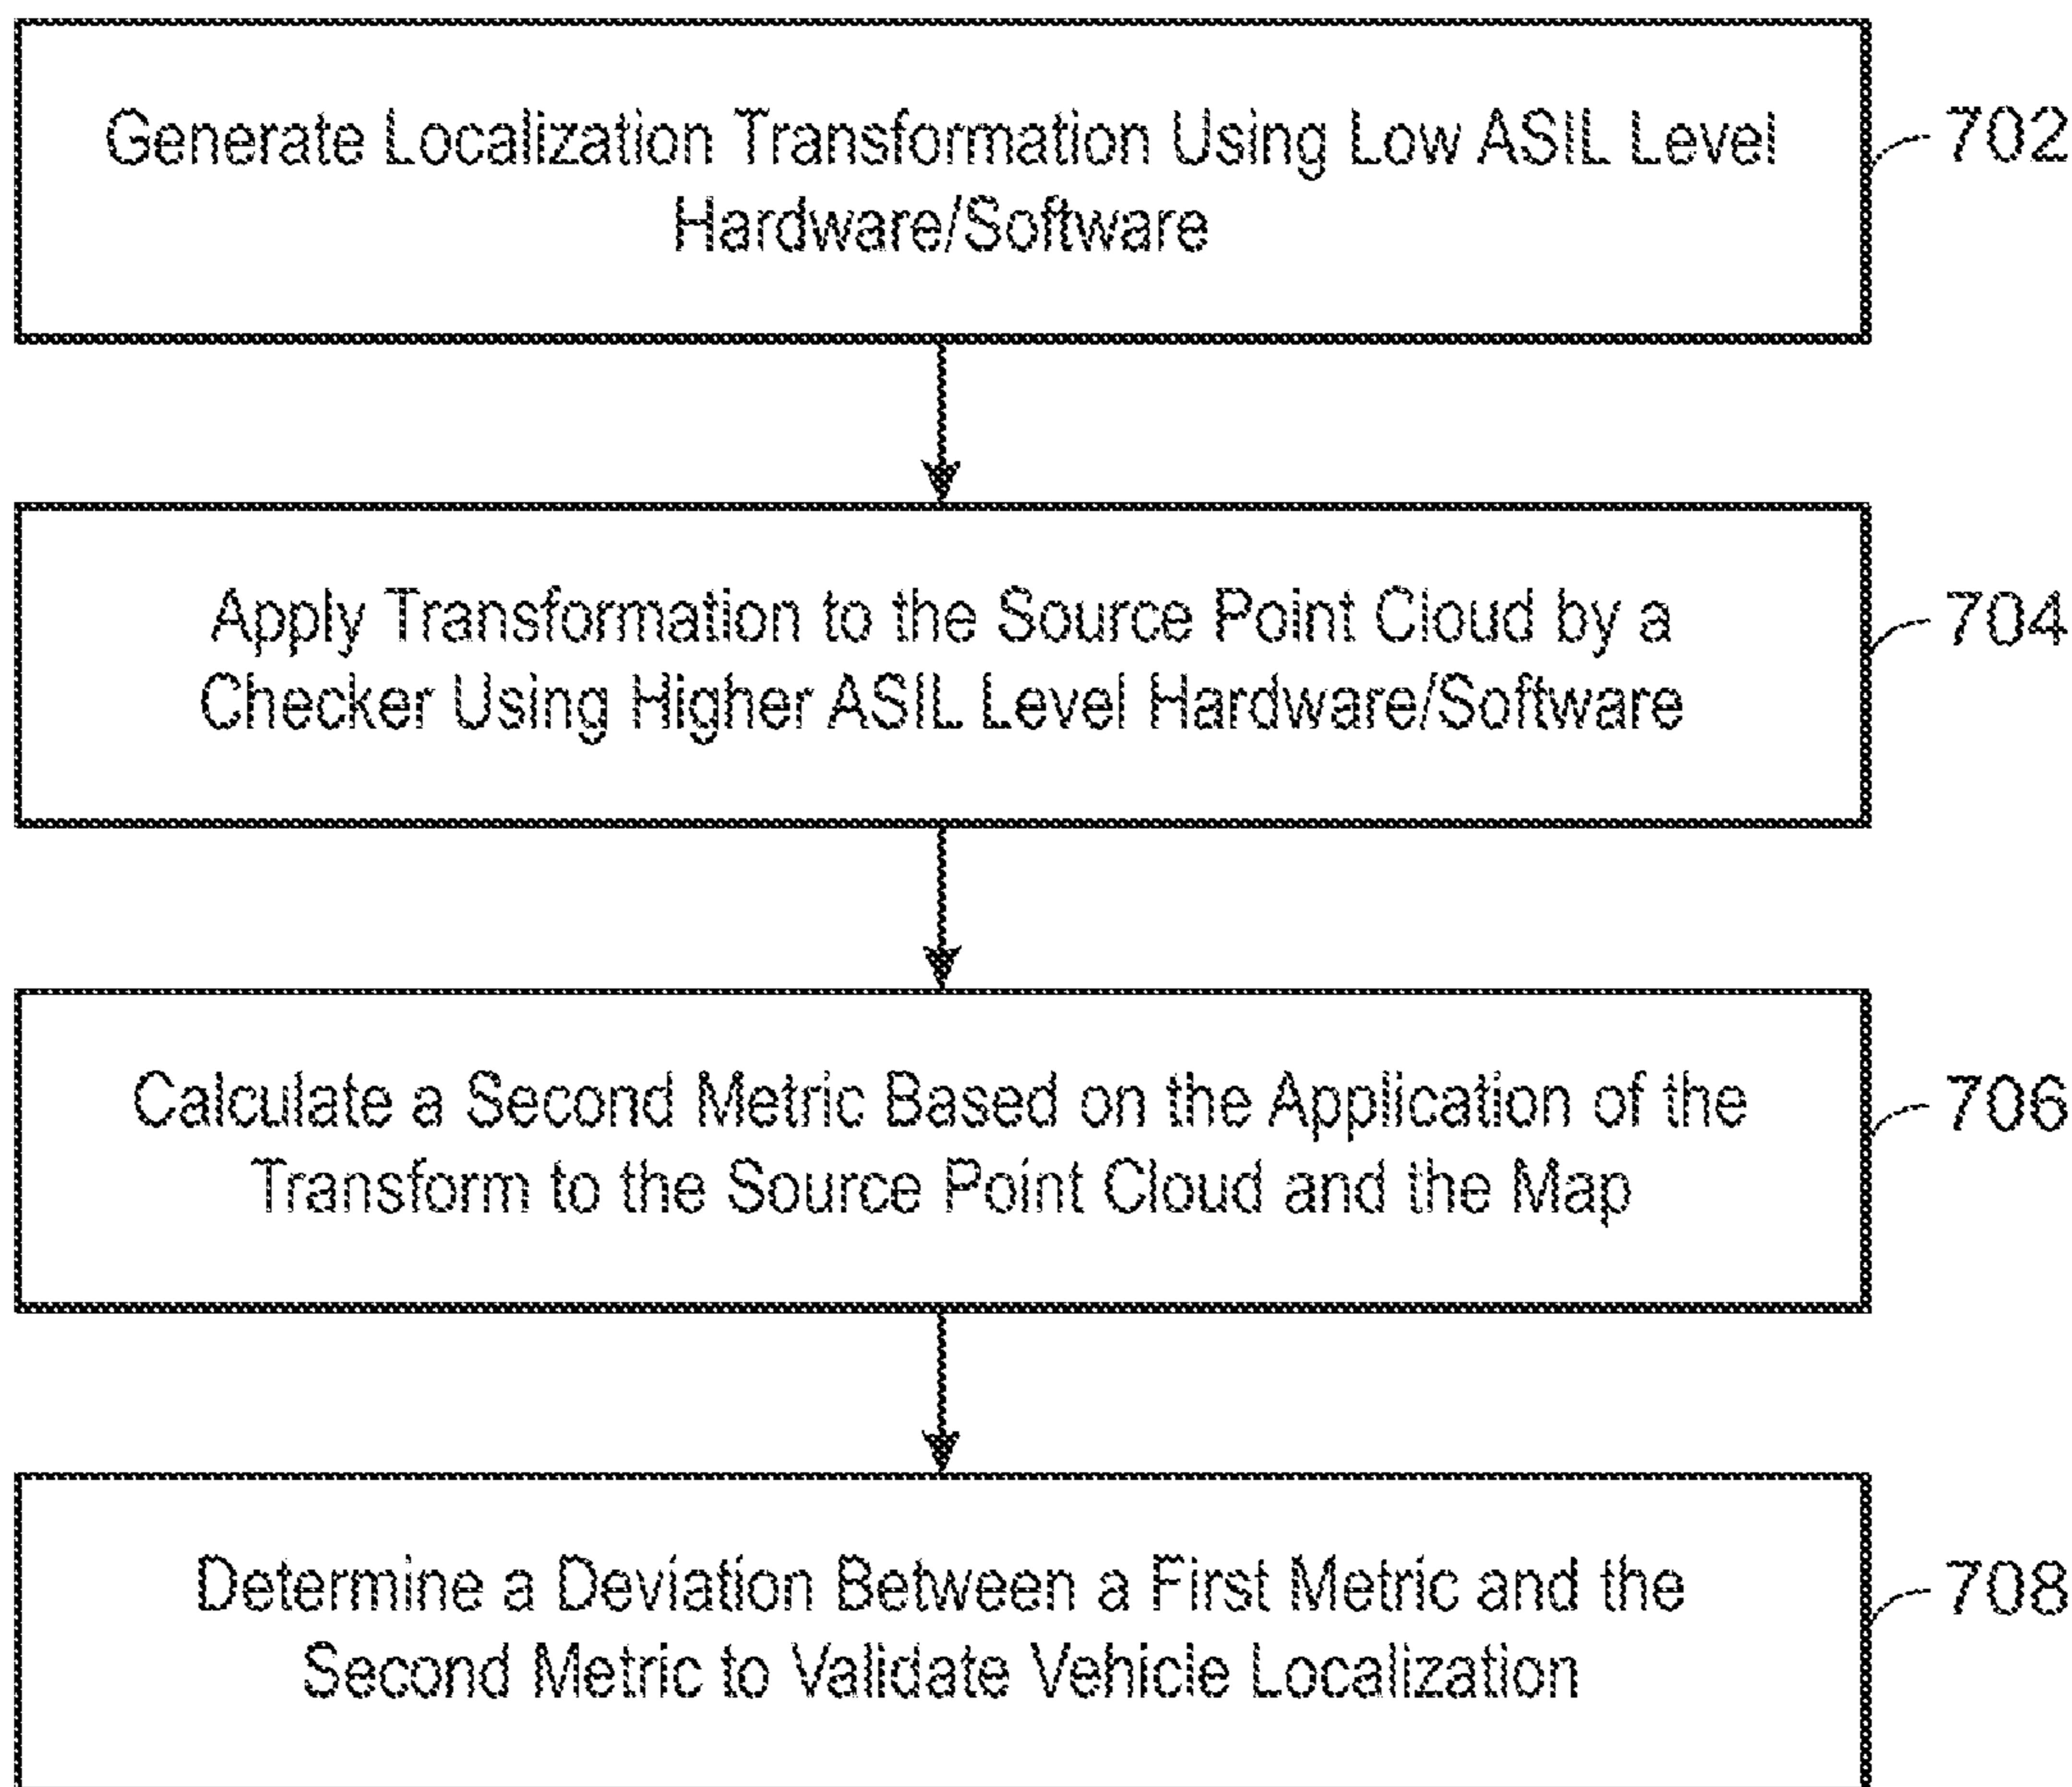 Generate Localization Transformation Using Low ASIL Level
Hardware/Software
702
Apply Transformation to the Source Point Cloud by a
Checker Using Higher ASIL Level Hardware/Software
704
Calculate a Second Metric Based on the Application of the
Transform to the Source Point Cloud and the Map
706
Determine a Deviation Between a First Metric and the
Second Metric to Validate Vehicle Localization
708